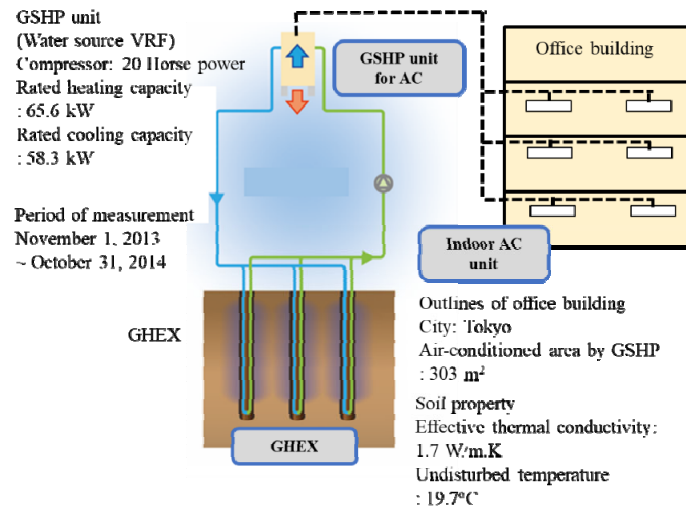 GSHP unit
(Water source VRF)
Compressor: 20 Horse power
Rated heating capacity
: 65.6 kW
Rated cooling capacity
: 58.3 kW
Period of measurement
November 1, 2013
~ October 31, 2014
GSHP unit
for AC
Office building
Indoor AC
unit
GHEX
GHEX
Outlines of office building
City: Tokyo
Air-conditioned area by GSHP
: 303 m²
Soil property
Effective thermal conductivity:
1.7 W/m.K
Undisturbed temperature
: 19.7°C